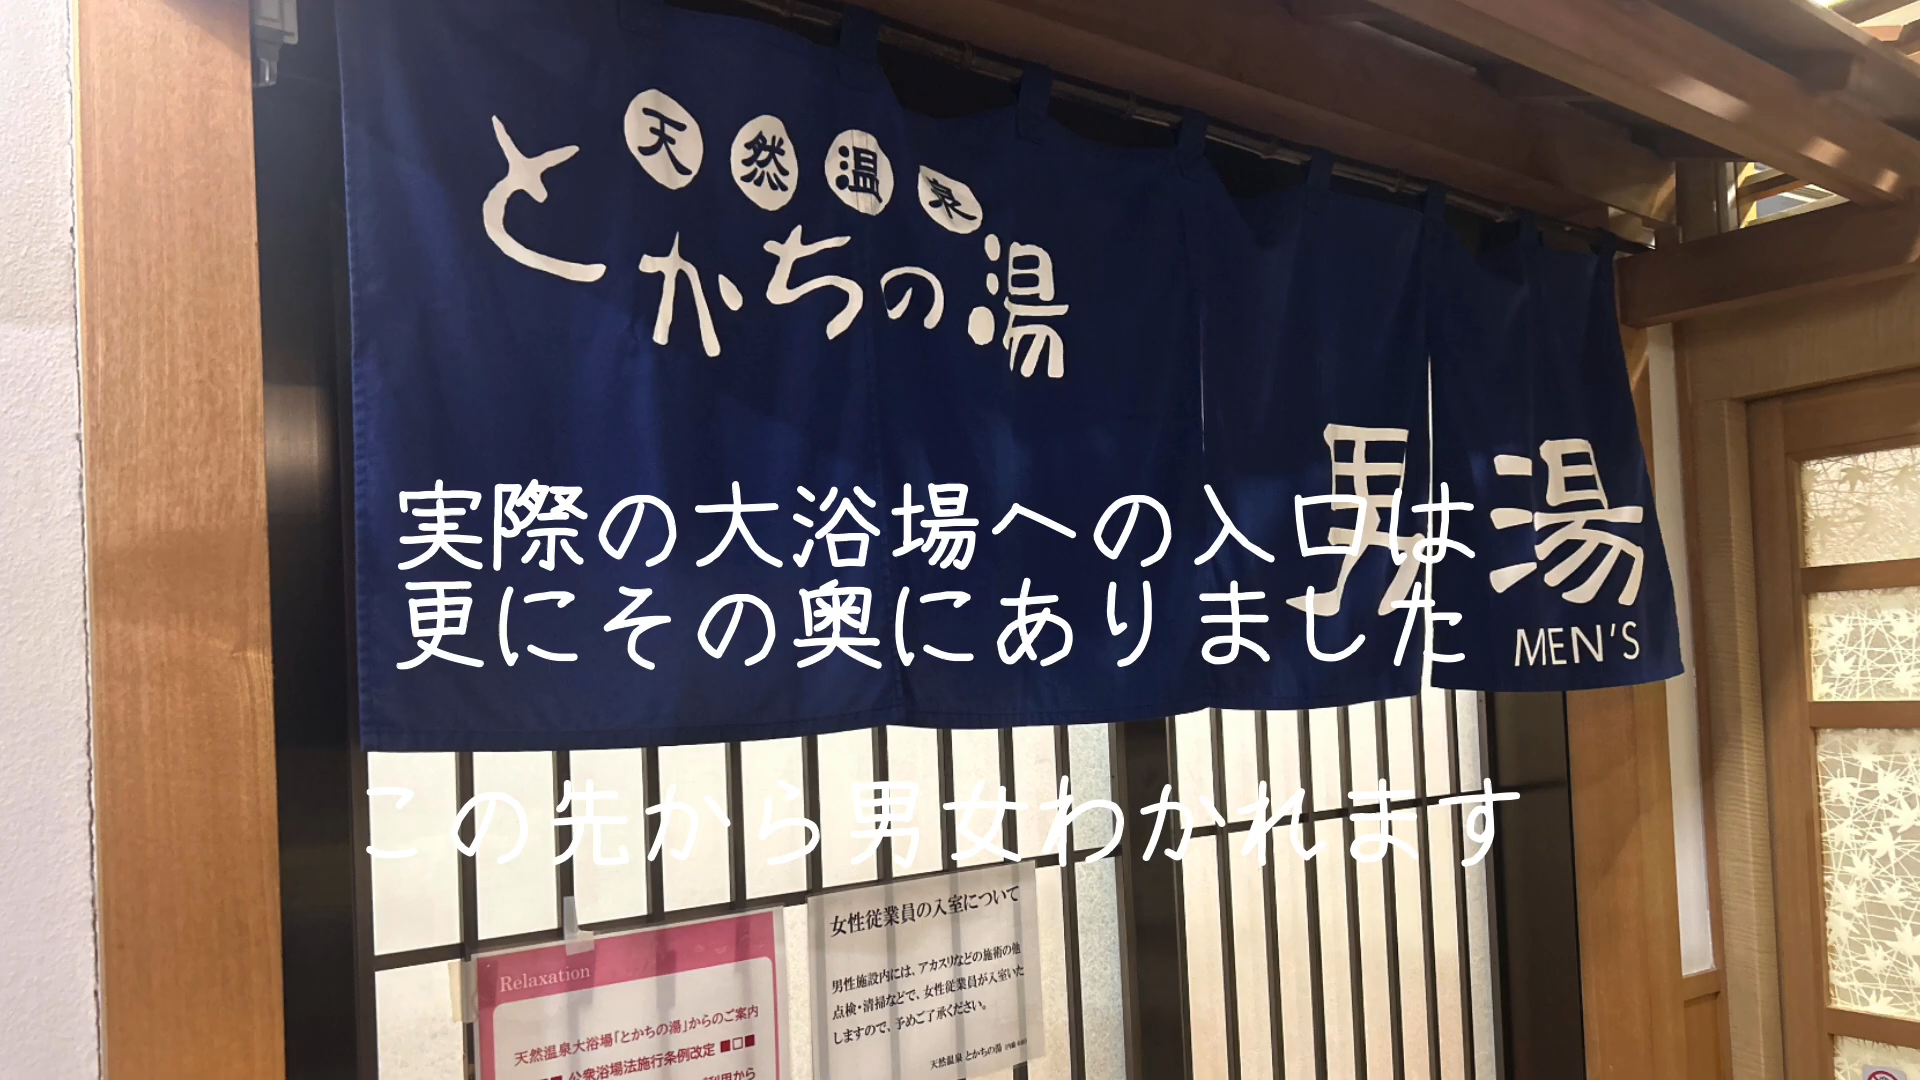 天然温泉
とかちの湯
男湯
MEN'S
実際の大浴場への入口は
更にその奥にありました
この先から男女わかれます
Relaxation
天然温泉大浴場「とかちの湯」からのご案内
公衆浴場法施行条例改定 ■□■
利用から
女性従業員の入室について
男性施設内には、アカスリなどの施術の他
点検・清掃などで、女性従業員が入室いた
しますので、予めご了承ください。
天然温泉 とかちの湯